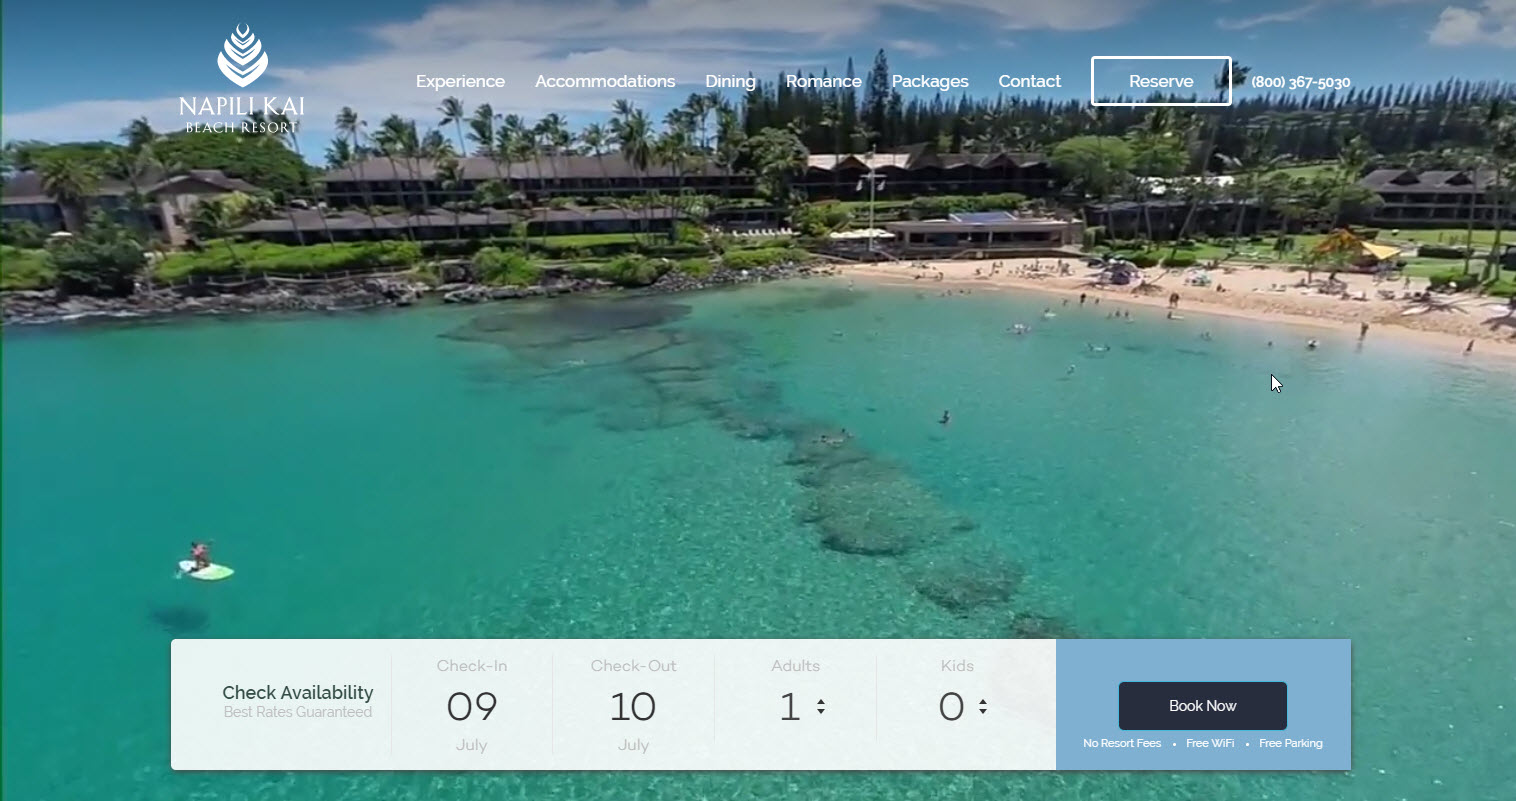 NAPILI KAI
BEACH RESORT
Experience Accommodations Dining Romance Packages Contact Reserve (800) 367-5030
Check Availability
Best Rates Guaranteed
Check-In
09
July
Check-Out
10
July
Adults
1
Kids
0
Book Now
No Resort Fees • Free WiFi • Free Parking